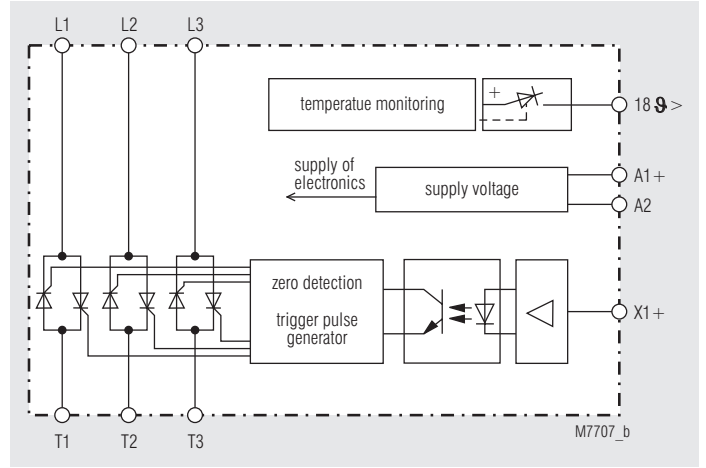 L1 L2 L3
temperatue monitoring
+
18 ϑ >
supply of
electronics
supply voltage
A1+
A2
zero detection
trigger pulse
generator
X1+
T1 T2 T3
M7707_b